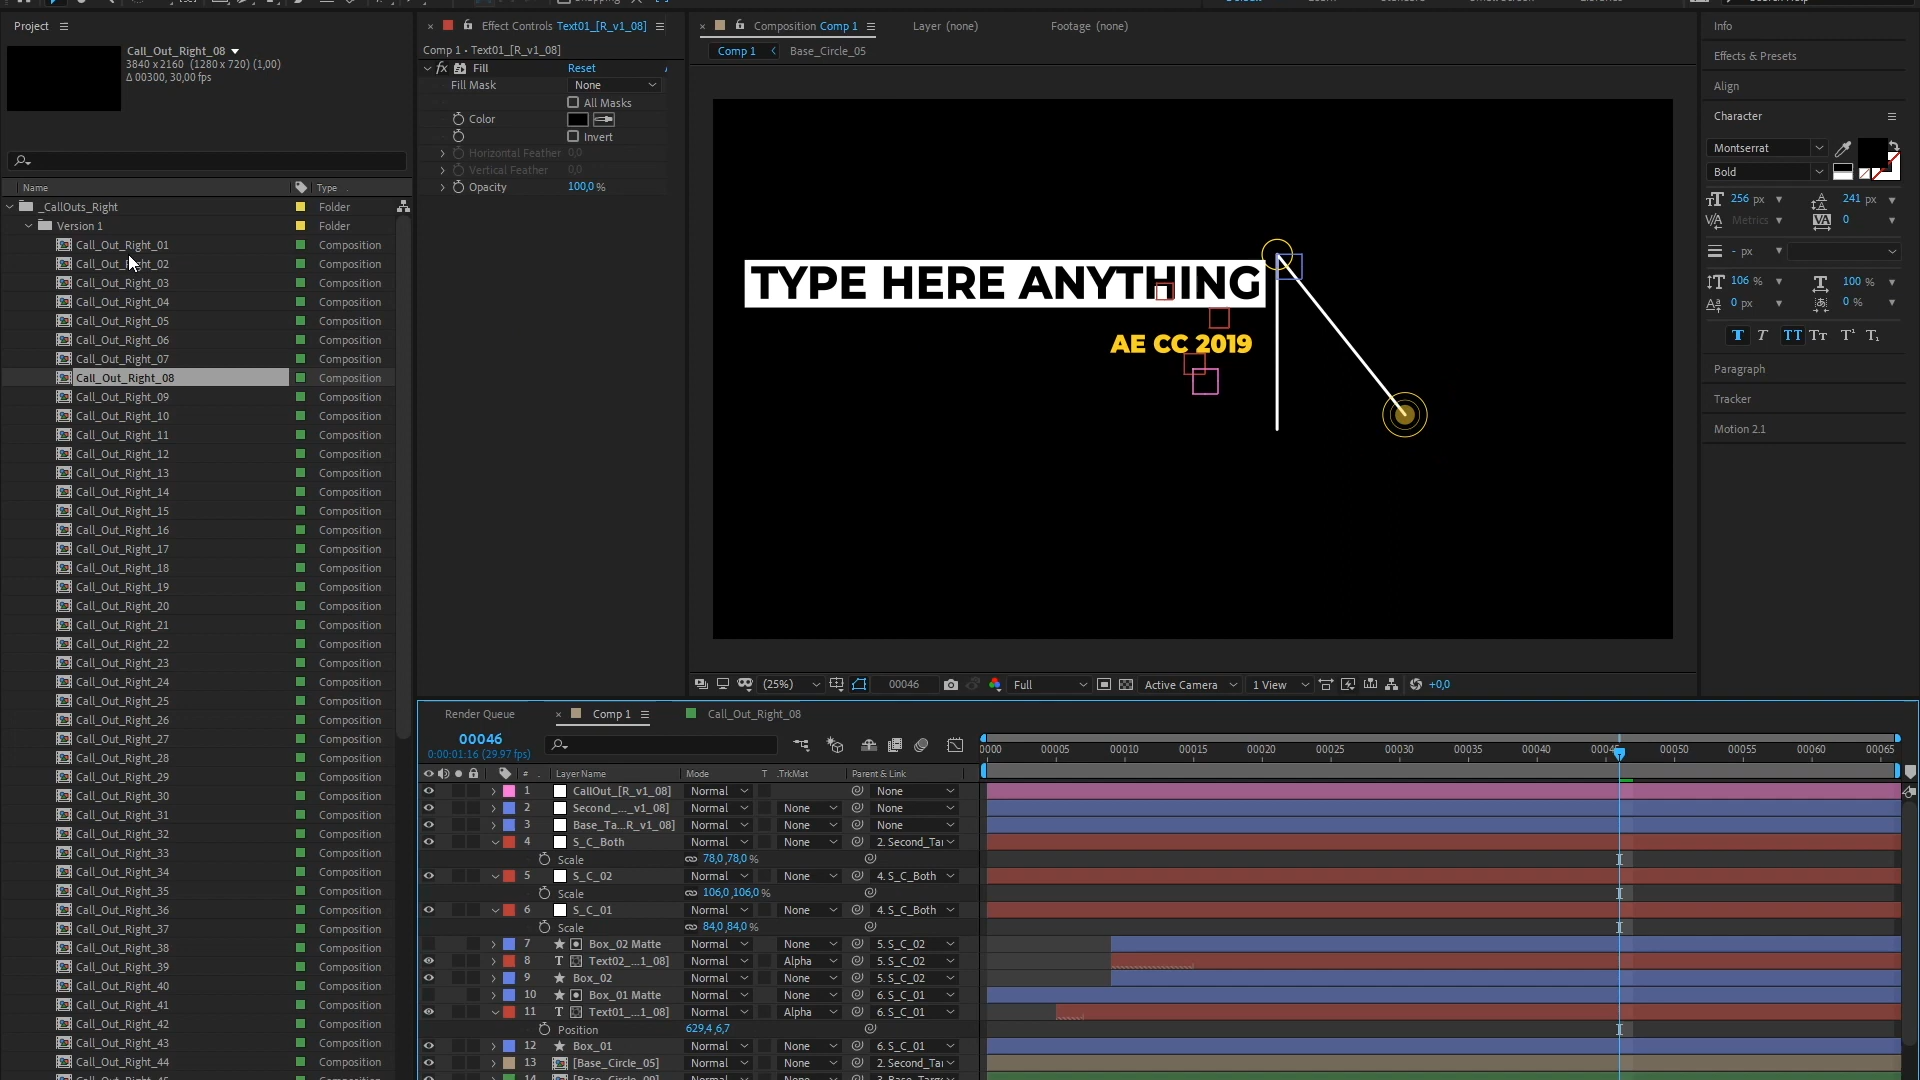 Project
Call_Out_Right_08
3840 x 2160 (1280 x 720) (1,00)
Δ 00300, 30,00 fps
Name Type
_CallOuts_Right Folder
Version 1 Folder
Call_Out_Right_01 Composition
Call_Out_Right_02 Composition
Call_Out_Right_03 Composition
Call_Out_Right_04 Composition
Call_Out_Right_05 Composition
Call_Out_Right_06 Composition
Call_Out_Right_07 Composition
Call_Out_Right_08 Composition
Call_Out_Right_09 Composition
Call_Out_Right_10 Composition
Call_Out_Right_11 Composition
Call_Out_Right_12 Composition
Call_Out_Right_13 Composition
Call_Out_Right_14 Composition
Call_Out_Right_15 Composition
Call_Out_Right_16 Composition
Call_Out_Right_17 Composition
Call_Out_Right_18 Composition
Call_Out_Right_19 Composition
Call_Out_Right_20 Composition
Call_Out_Right_21 Composition
Call_Out_Right_22 Composition
Call_Out_Right_23 Composition
Call_Out_Right_24 Composition
Call_Out_Right_25 Composition
Call_Out_Right_26 Composition
Call_Out_Right_27 Composition
Call_Out_Right_28 Composition
Call_Out_Right_29 Composition
Call_Out_Right_30 Composition
Call_Out_Right_31 Composition
Call_Out_Right_32 Composition
Call_Out_Right_33 Composition
Call_Out_Right_34 Composition
Call_Out_Right_35 Composition
Call_Out_Right_36 Composition
Call_Out_Right_37 Composition
Call_Out_Right_38 Composition
Call_Out_Right_39 Composition
Call_Out_Right_40 Composition
Call_Out_Right_41 Composition
Call_Out_Right_42 Composition
Call_Out_Right_43 Composition
Call_Out_Right_44 Composition
Effect Controls Text01_[R_v1_08]
Comp 1 • Text01_[R_v1_08]
fx Fill Reset
Fill Mask None
All Masks
Color
Invert
Horizontal Feather 0,0
Vertical Feather 0,0
Opacity 100,0 %
Composition Comp 1 Layer (none) Footage (none)
Comp 1 Base_Circle_05
TYPE HERE ANYTHING
AE CC 2019
(25%) 00046 Full Active Camera 1 View +0,0
Info
Effects & Presets
Align
Character
Montserrat
Bold
256 px 241 px
Metrics 0
- px
106 % 100 %
0 px 0 %
T T TT TT T¹ T₁
Paragraph
Tracker
Motion 2.1
Render Queue Comp 1 Call_Out_Right_08
00046
0:00:01:16 (29.97 fps)
0000 00005 00010 00015 00020 00025 00030 00035 00040 00045 00050 00055 00060 00065
# Layer Name Mode T .TrkMat Parent & Link
1 CallOut_[R_v1_08] Normal None
2 Second_..._v1_08] Normal None None
3 Base_Ta...R_v1_08] Normal None None
4 S_C_Both Normal None 2. Second_Tar
Scale 78,0,78,0 %
5 S_C_02 Normal None 4. S_C_Both
Scale 106,0,106,0 %
6 S_C_01 Normal None 4. S_C_Both
Scale 84,0,84,0 %
7 Box_02 Matte Normal None 5. S_C_02
8 T Text02_...1_08] Normal Alpha 5. S_C_02
9 Box_02 Normal None 5. S_C_02
10 Box_01 Matte Normal None 6. S_C_01
11 T Text01_...1_08] Normal Alpha 6. S_C_01
Position 629,4,6,7
12 Box_01 Normal None 6. S_C_01
13 [Base_Circle_05] Normal None 2. Second_Tar